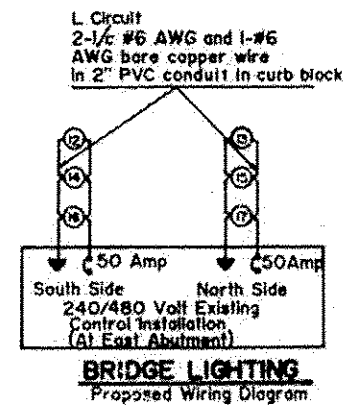 L Circuit
2-1/c #6 AWG and 1-#6
AWG bare copper wire
in 2" PVC conduit in curb block
12 13
14 15
16 17
50 Amp 50Amp
South Side North Side
240/480 Volt Existing
Control Installation
(At East Abutment)
BRIDGE LIGHTING
Proposed Wiring Diagram